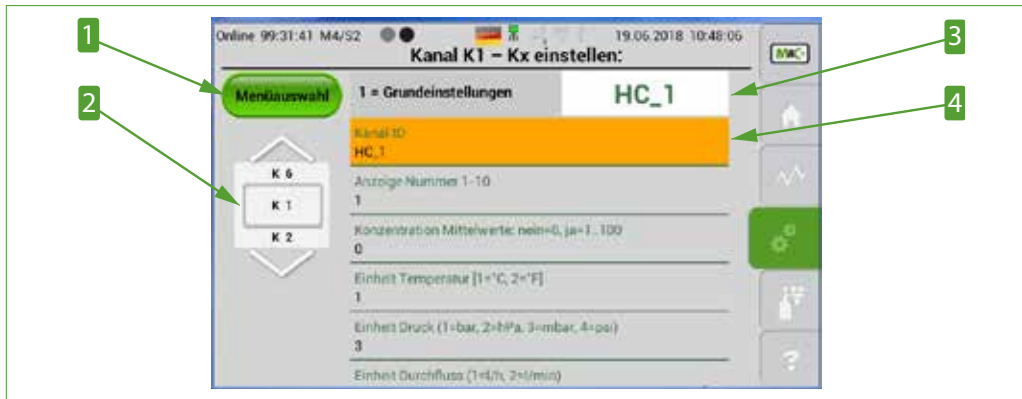 1
2
3
4
Online 99:31:41 M4/S2
19.06.2018 10:48:06
Kanal K1 – Kx einstellen:
MWC
Menüauswahl
1 = Grundeinstellungen
HC_1
K 6
K 1
K 2
Kanal ID
HC_1
Anzeige Nummer 1-10
1
Konzentration Mittelwerte: nein=0, ja=1..100
0
Einheit Temperatur [1=°C, 2=°F]
1
Einheit Druck (1=bar, 2=hPa, 3=mbar, 4=psi)
3
Einheit Durchfluss (1=l/h, 2=l/min)
?